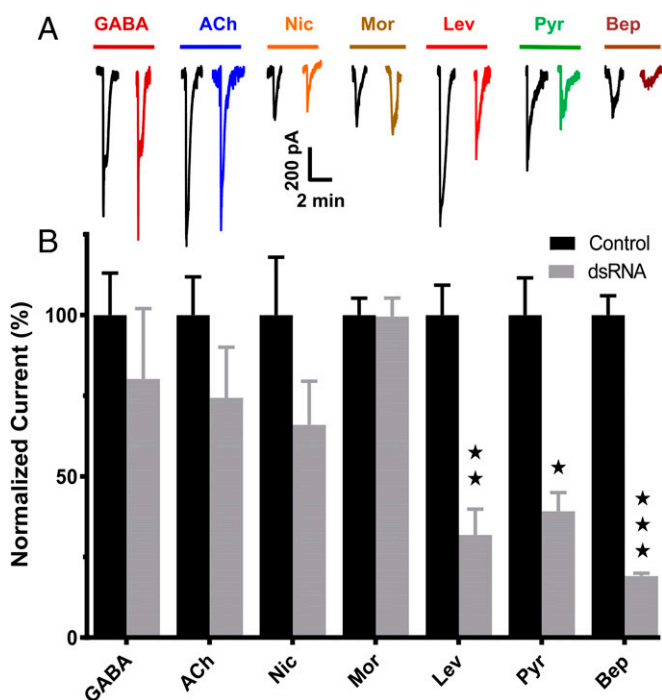 A
GABA ACh Nic Mor Lev Pyr Bep
200 pA
2 min
B
Control
dsRNA
Normalized Current (%)
100
50
0
★★ ★ ★★★
GABA ACh Nic Mor Lev Pyr Bep